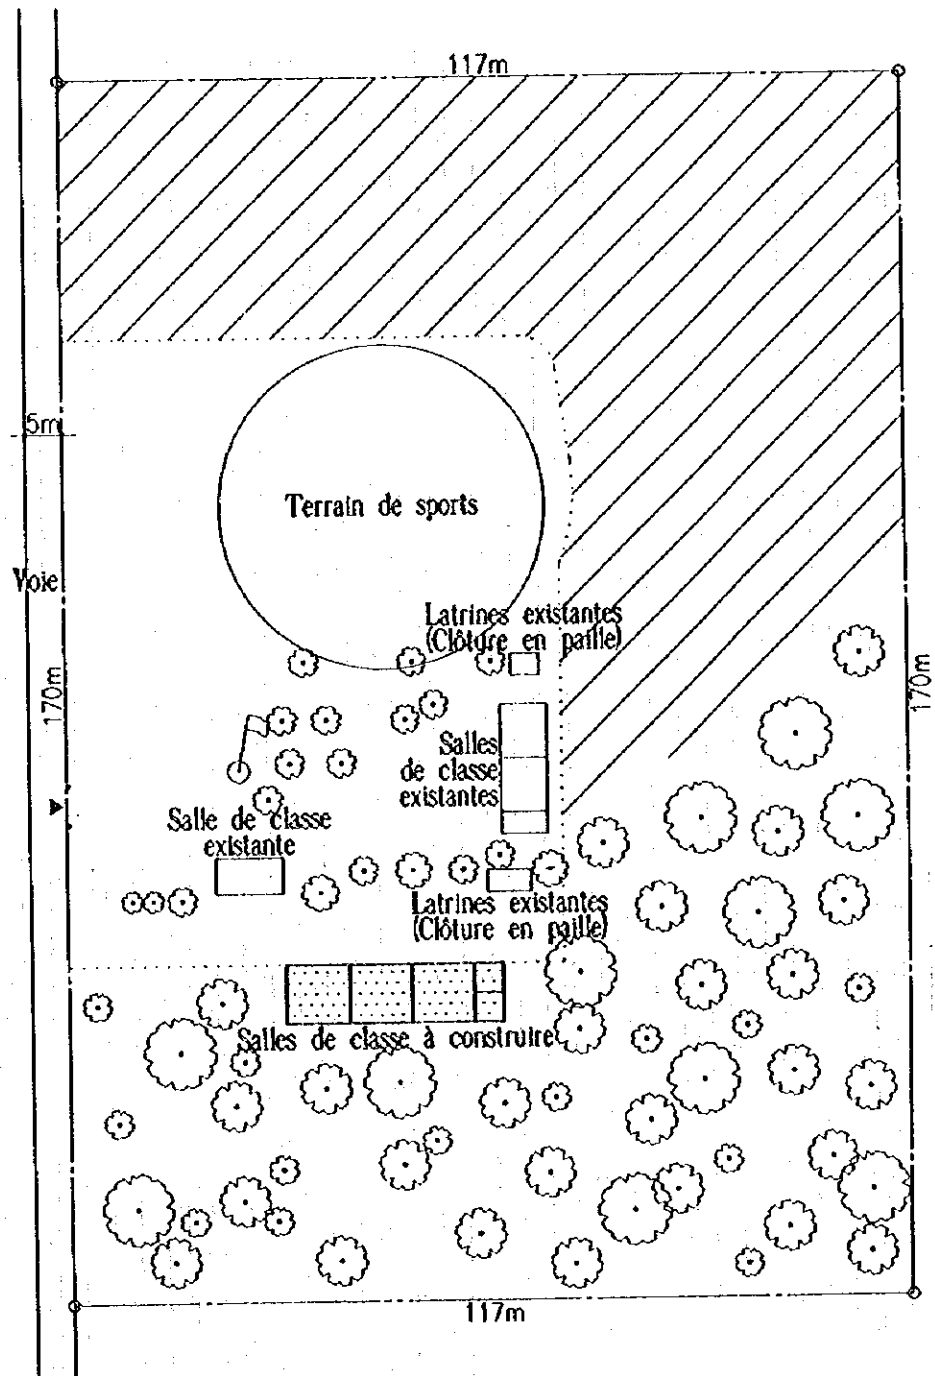 117m
5m
Terrain de sports
Voie
Latrines existantes
(Clôture en paille)
170m
170m
Salles
de classe
existantes
Salle de classe
existante
Latrines existantes
(Clôture en paille)
Salles de classe à construire
117m